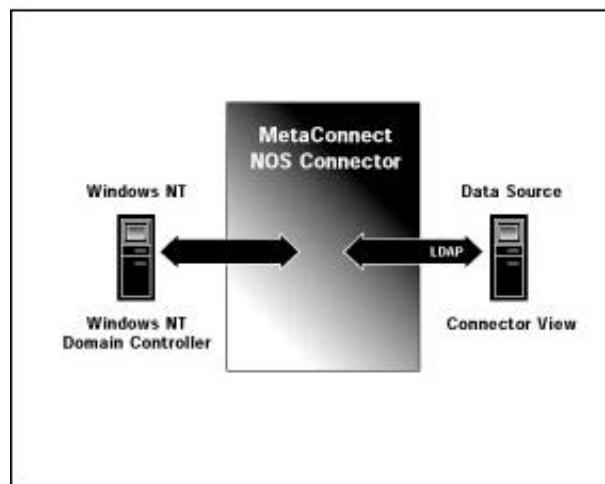 MetaConnect
NOS Connector
Windows NT
Data Source
LDAP
Windows NT
Domain Controller
Connector View